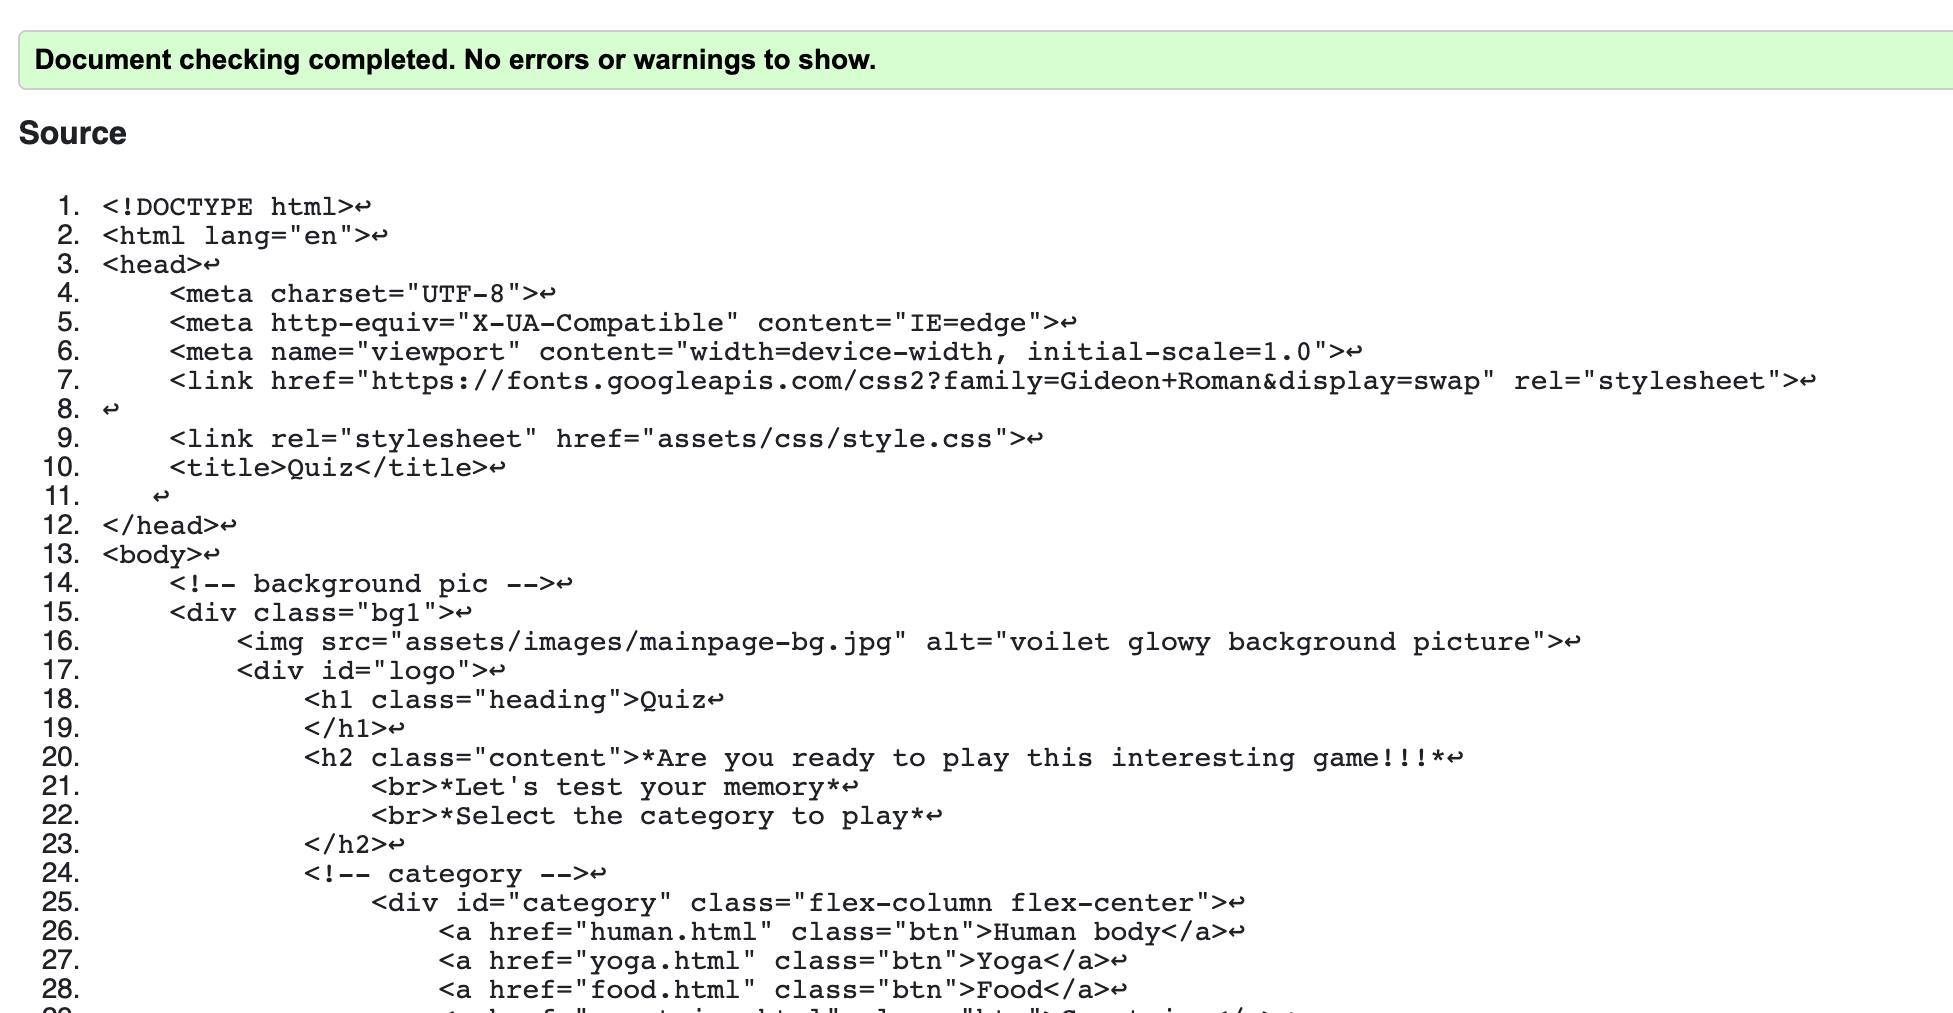 Document checking completed. No errors or warnings to show.
Source
1. <!DOCTYPE html>↩
2. <html lang="en">↩
3. <head>↩
4.     <meta charset="UTF-8">↩
5.     <meta http-equiv="X-UA-Compatible" content="IE=edge">↩
6.     <meta name="viewport" content="width=device-width, initial-scale=1.0">↩
7.     <link href="https://fonts.googleapis.com/css2?family=Gideon+Roman&display=swap" rel="stylesheet">↩
8. ↩
9.     <link rel="stylesheet" href="assets/css/style.css">↩
10.     <title>Quiz</title>↩
11.    ↩
12. </head>↩
13. <body>↩
14.     <!-- background pic -->↩
15.     <div class="bg1">↩
16.         <img src="assets/images/mainpage-bg.jpg" alt="voilet glowy background picture">↩
17.         <div id="logo">↩
18.             <h1 class="heading">Quiz↩
19.             </h1>↩
20.             <h2 class="content">*Are you ready to play this interesting game!!!*↩
21.                 <br>*Let's test your memory*↩
22.                 <br>*Select the category to play*↩
23.             </h2>↩
24.             <!-- category -->↩
25.                 <div id="category" class="flex-column flex-center">↩
26.                     <a href="human.html" class="btn">Human body</a>↩
27.                     <a href="yoga.html" class="btn">Yoga</a>↩
28.                     <a href="food.html" class="btn">Food</a>↩